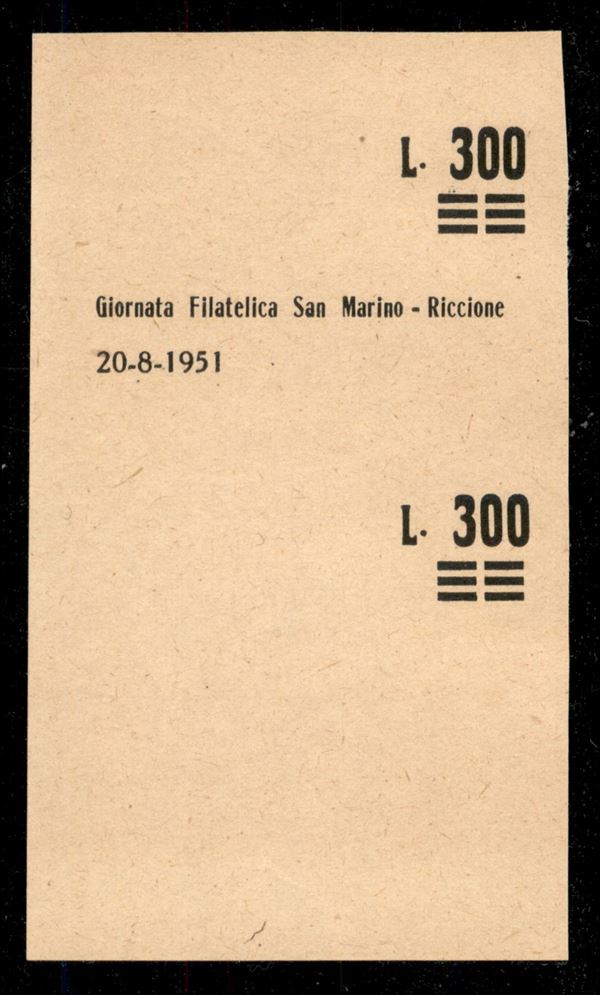 L. 300
Giornata Filatelica San Marino - Riccione
20-8-1951
L. 300